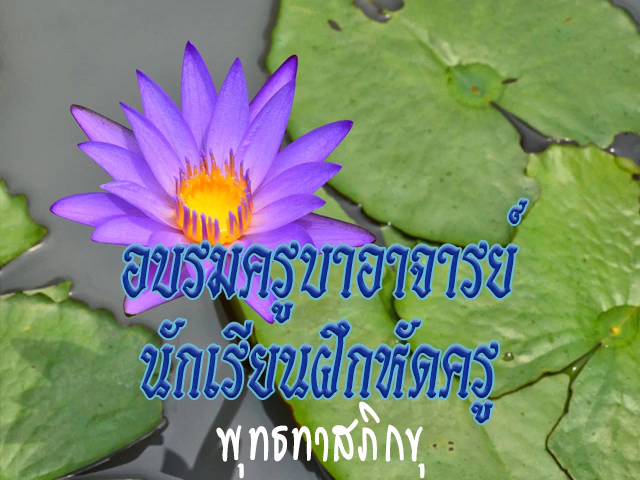 อบรมครูบาอาจารย์
นักเรียนฝึกหัดครู
พุทธทาสภิกขุ